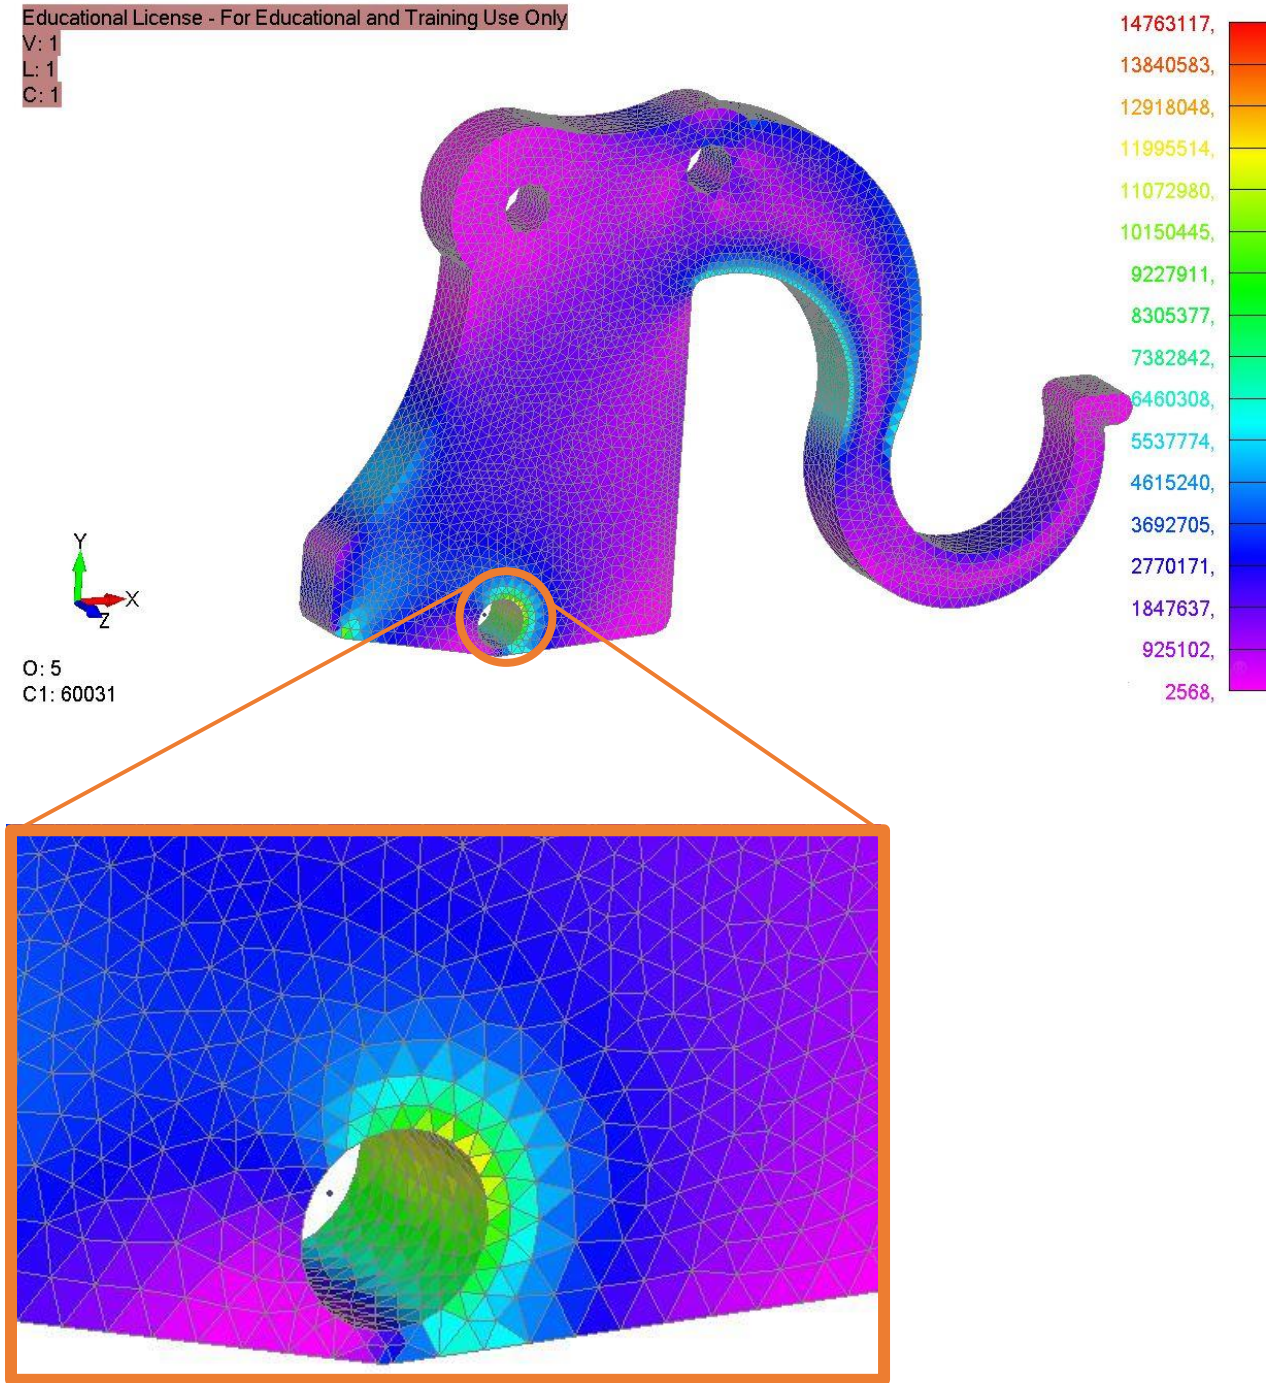 Educational License - For Educational and Training Use Only
V: 1
L: 1
C: 1
14763117,
13840583,
12918048,
11995514,
11072980,
10150445,
9227911,
8305377,
7382842,
6460308,
5537774,
4615240,
3692705,
2770171,
1847637,
925102,
2568,
Y
X
Z
O: 5
C1: 60031